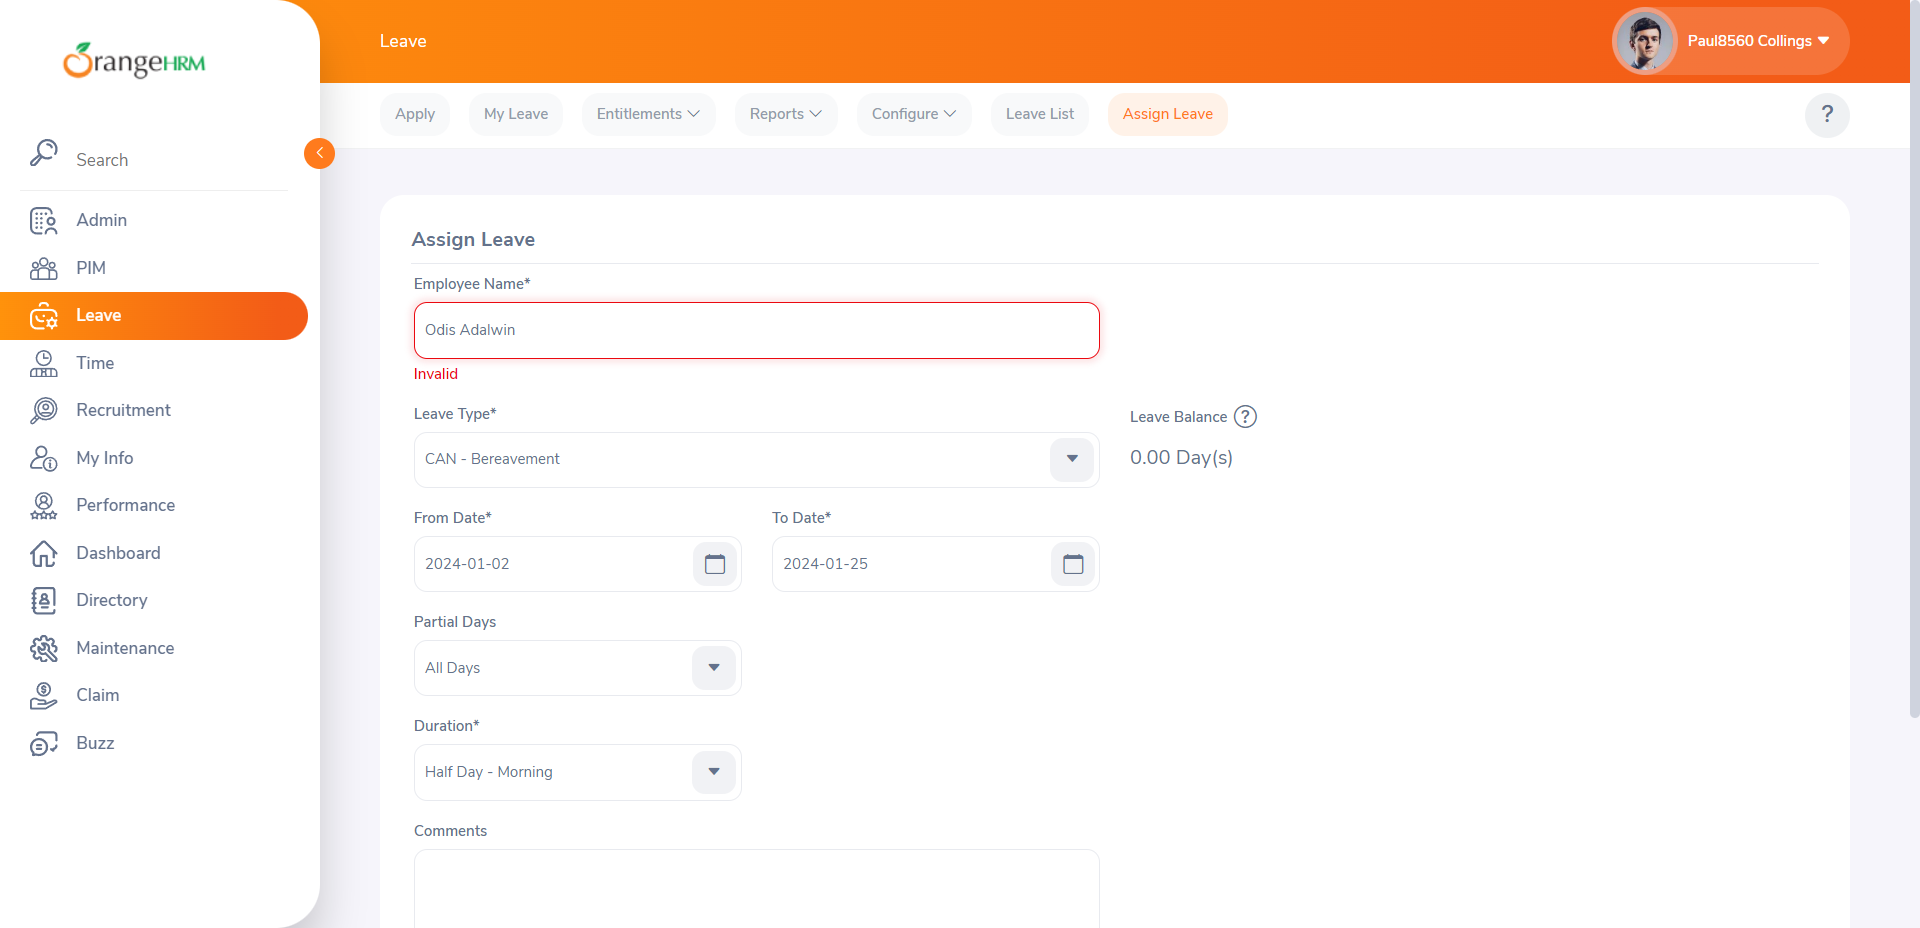 OrangeHRM
Leave
Paul8560 Collings
Apply
My Leave
Entitlements
Reports
Configure
Leave List
Assign Leave
?
Search
Admin
PIM
Leave
Time
Recruitment
My Info
Performance
Dashboard
Directory
Maintenance
Claim
Buzz
Assign Leave
Employee Name*
Odis Adalwin
Invalid
Leave Type*
CAN - Bereavement
Leave Balance ?
0.00 Day(s)
From Date*
2024-01-02
To Date*
2024-01-25
Partial Days
All Days
Duration*
Half Day - Morning
Comments